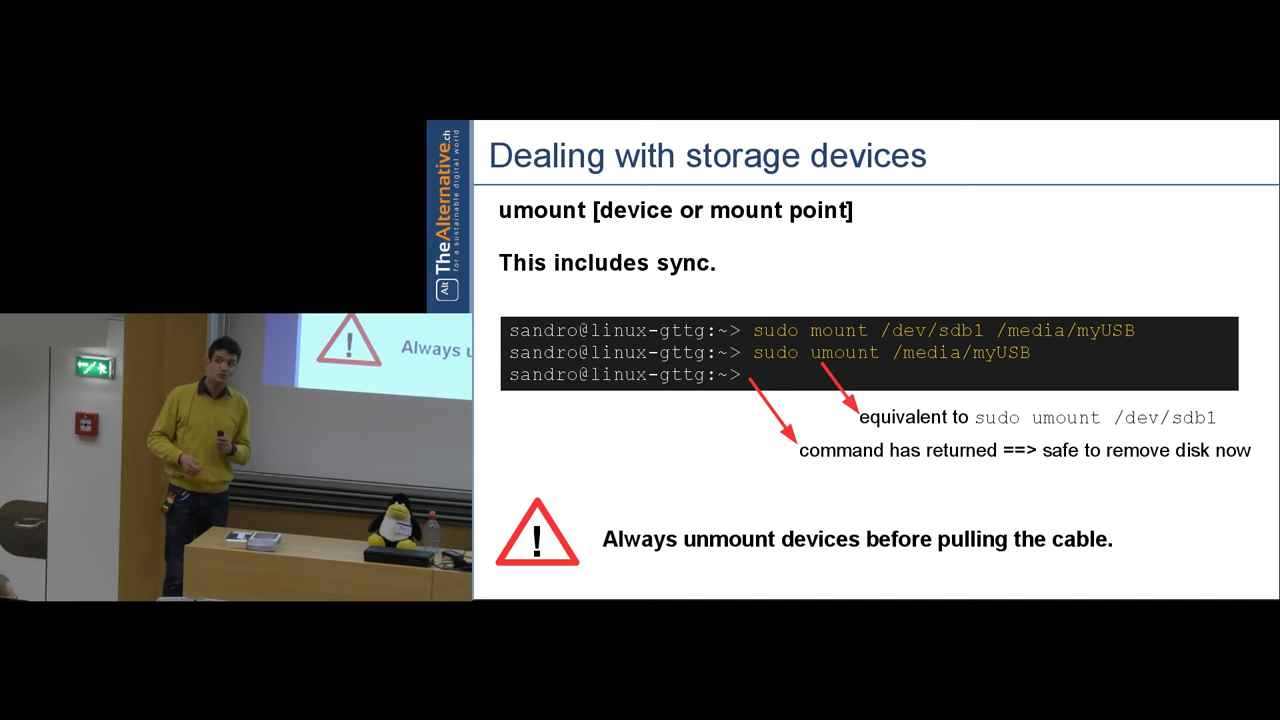 Dealing with storage devices
umount [device or mount point]
This includes sync.
sandro@linux-gttg:~> sudo mount /dev/sdb1 /media/myUSB
sandro@linux-gttg:~> sudo umount /media/myUSB
sandro@linux-gttg:~>
equivalent to sudo umount /dev/sdb1
command has returned ==> safe to remove disk now
! Always unmount devices before pulling the cable.
Alt TheAlternative.ch
for a sustainable digital world
! Always u